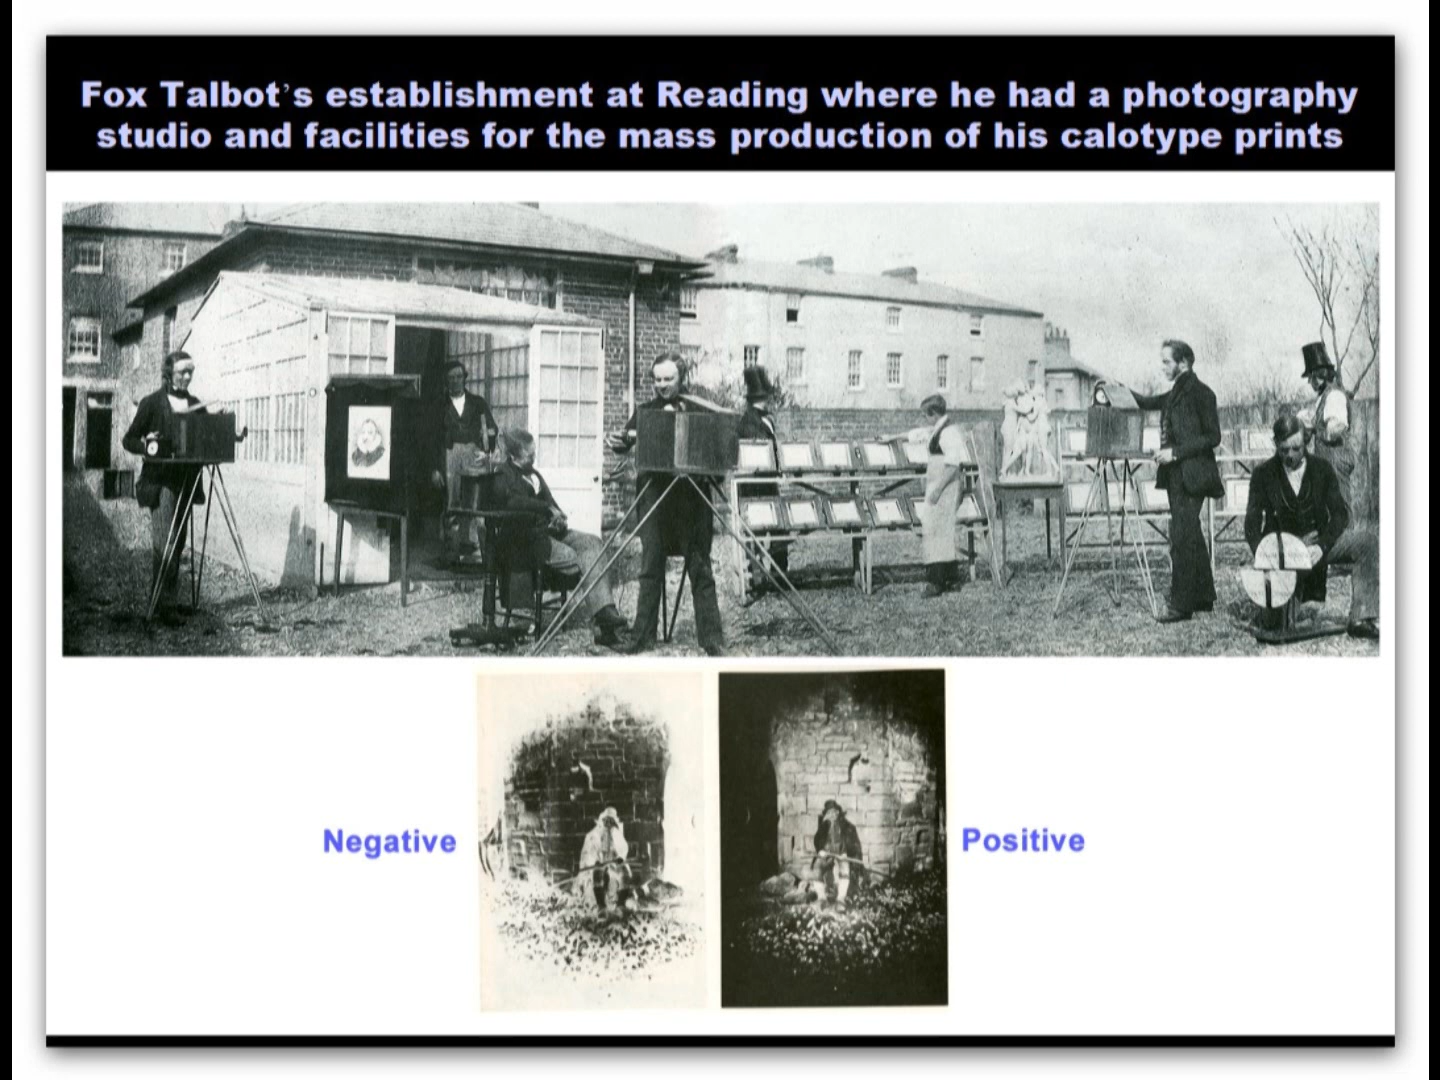 Fox Talbot's establishment at Reading where he had a photography
studio and facilities for the mass production of his calotype prints
Negative
Positive